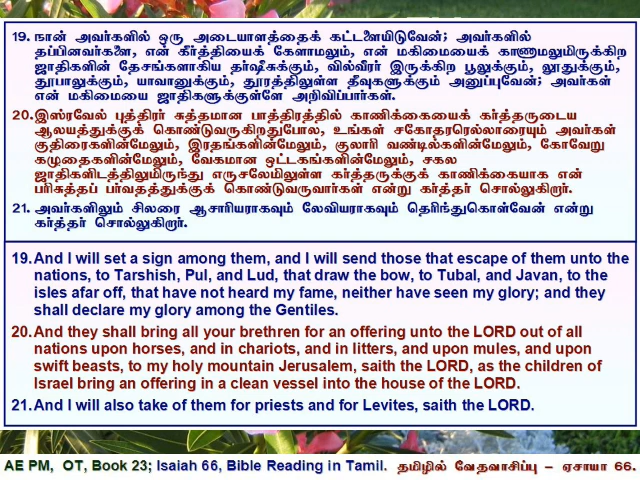 19. நான் அவர்களில் ஒரு அடையாளத்தைக் கட்டளையிடுவேன்; அவர்களில்
தப்பினவர்களை, என் கீர்த்தியைக் கேளாமலும், என் மகிமையைக் காணாமலுமிருக்கிற
ஜாதிகளின் தேசங்களாகிய தர்ஷீசுக்கும், வில்வீரர் இருக்கிற பூலுக்கும், லூதுக்கும்,
தூபாலுக்கும், யாவானுக்கும், தூரத்திலுள்ள தீவுகளுக்கும் அனுப்புவேன்; அவர்கள்
என் மகிமையை ஜாதிகளுக்குள்ளே அறிவிப்பார்கள்.
20. இஸ்ரவேல் புத்திரர் சுத்தமான பாத்திரத்தில் காணிக்கையைக் கர்த்தருடைய
ஆலயத்துக்குக் கொண்டுவருகிறதுபோல, உங்கள் சகோதரரெல்லாரையும் அவர்கள்
குதிரைகளின்மேலும், இரதங்களின்மேலும், குலாரி வண்டில்களின்மேலும், கோவேறு
கழுதைகளின்மேலும், வேகமான ஒட்டகங்களின்மேலும், சகல
ஜாதிகளிடத்திலுமிருந்து எருசலேமிலுள்ள கர்த்தருக்குக் காணிக்கையாக என்
பரிசுத்தப் பர்வதத்துக்குக் கொண்டுவருவார்கள் என்று கர்த்தர் சொல்லுகிறார்.
21. அவர்களிலும் சிலரை ஆசாரியராகவும் லேவியராகவும் தெரிந்துகொள்வேன் என்று
கர்த்தர் சொல்லுகிறார்.
19. And I will set a sign among them, and I will send those that escape of them unto the
nations, to Tarshish, Pul, and Lud, that draw the bow, to Tubal, and Javan, to the
isles afar off, that have not heard my fame, neither have seen my glory; and they
shall declare my glory among the Gentiles.
20. And they shall bring all your brethren for an offering unto the LORD out of all
nations upon horses, and in chariots, and in litters, and upon mules, and upon
swift beasts, to my holy mountain Jerusalem, saith the LORD, as the children of
Israel bring an offering in a clean vessel into the house of the LORD.
21. And I will also take of them for priests and for Levites, saith the LORD.
AE PM, OT, Book 23; Isaiah 66, Bible Reading in Tamil. தமிழில் வேதவாசிப்பு – ஏசாயா 66.